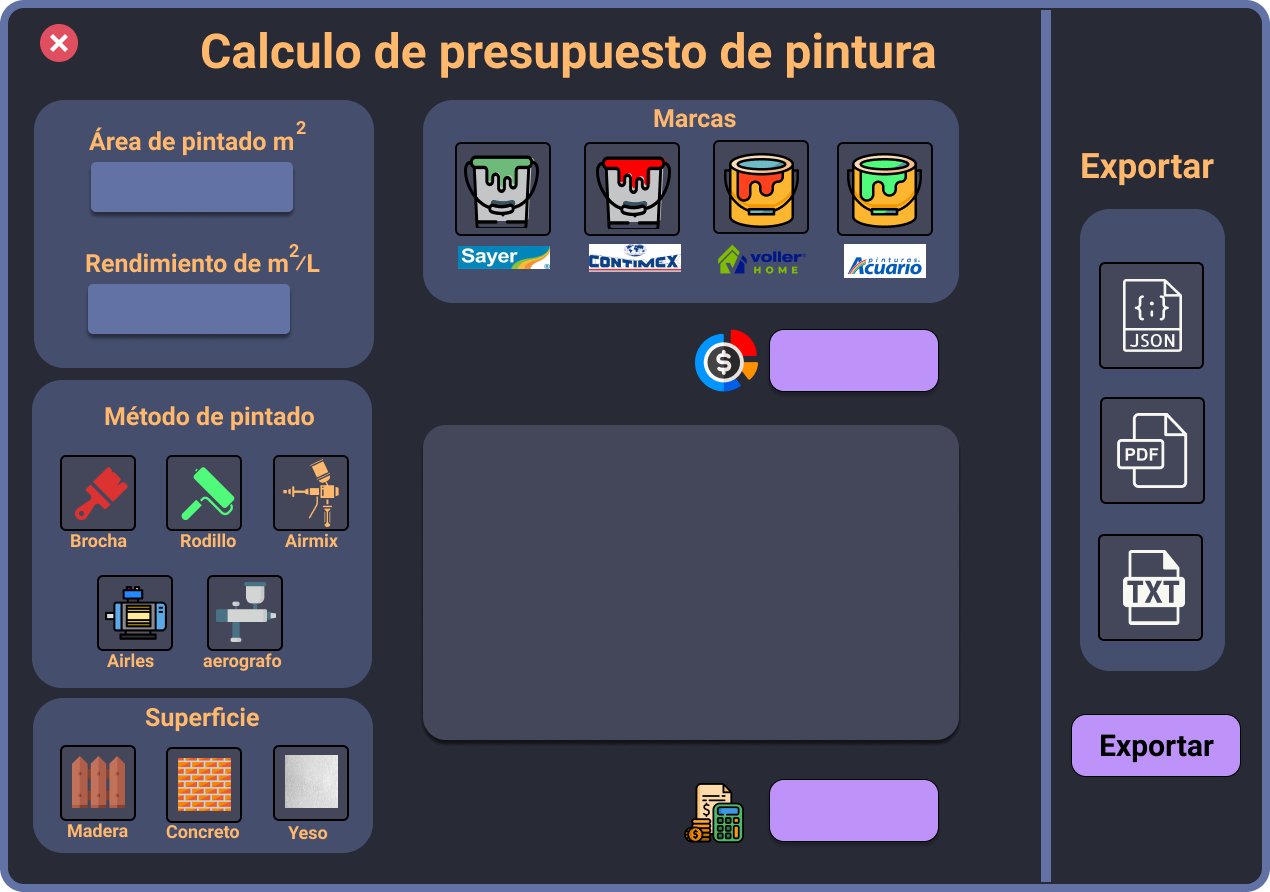 Calculo de presupuesto de pintura
Área de pintado m²
Rendimiento de m²/L
Método de pintado
Brocha
Rodillo
Airmix
Airles
aerografo
Superficie
Madera
Concreto
Yeso
Marcas
Sayer
CONTIMEX
voller
HOME
pinturas
Acuario
$
$
$
Exportar
{;}
JSON
PDF
TXT
Exportar